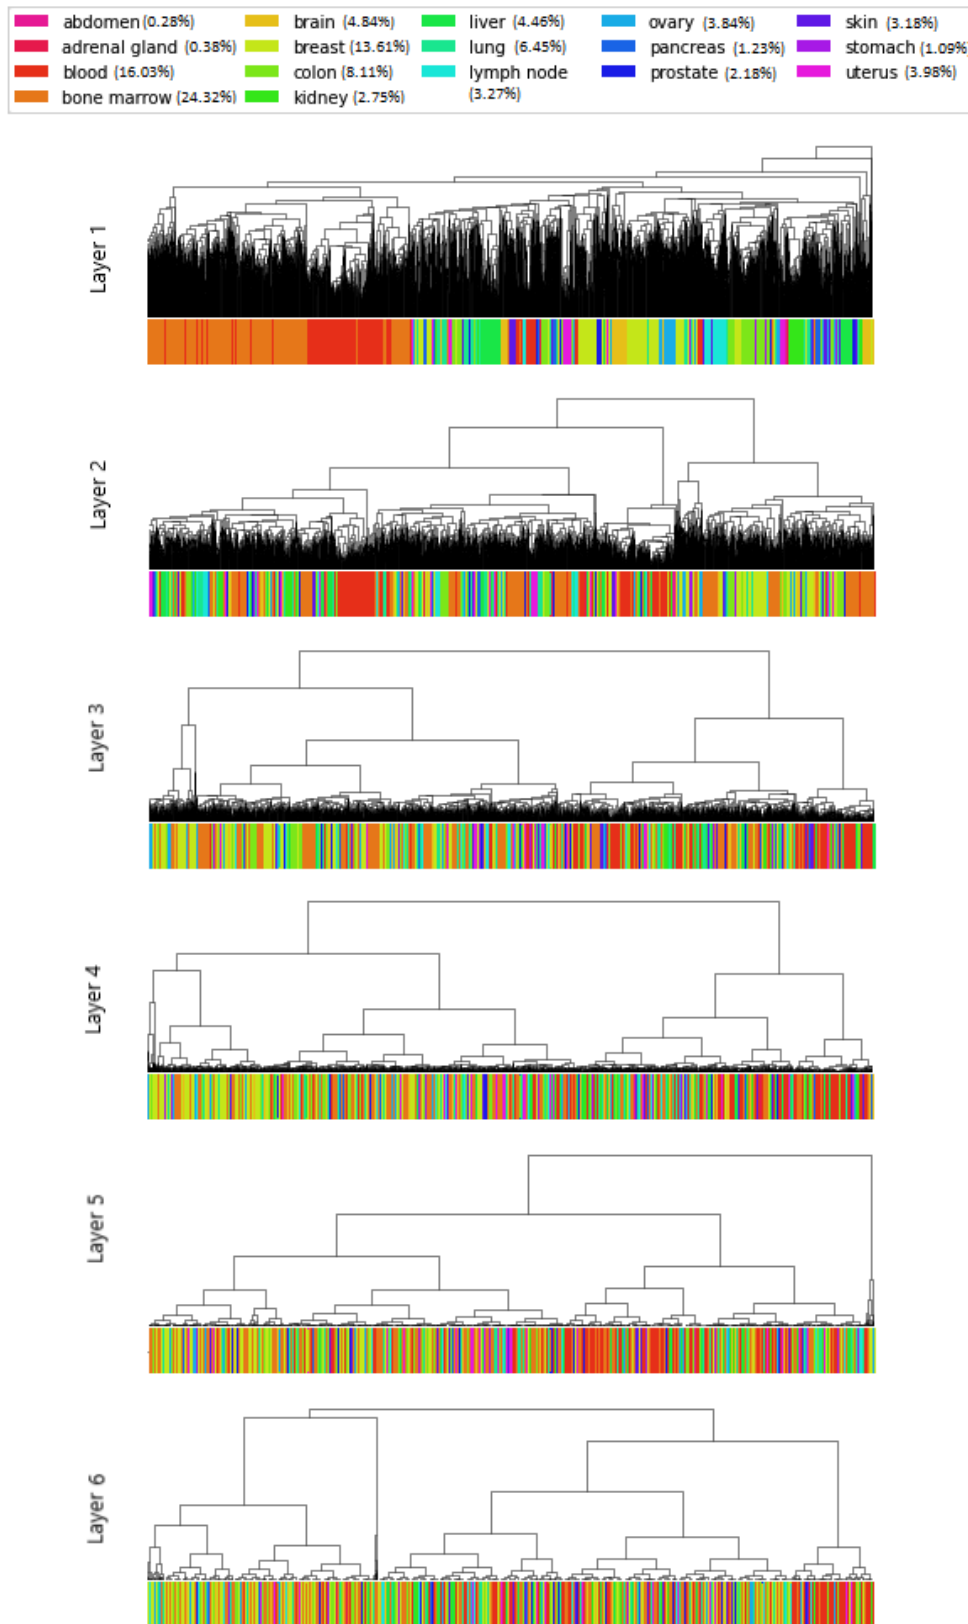 abdomen (0.28%) brain (4.84%) liver (4.46%) ovary (3.84%) skin (3.18%)
adrenal gland (0.38%) breast (13.61%) lung (6.45%) pancreas (1.23%) stomach (1.09%)
blood (16.03%) colon (8.11%) lymph node prostate (2.18%) uterus (3.98%)
bone marrow (24.32%) kidney (2.75%) (3.27%)
Layer 1
Layer 2
Layer 3
Layer 4
Layer 5
Layer 6